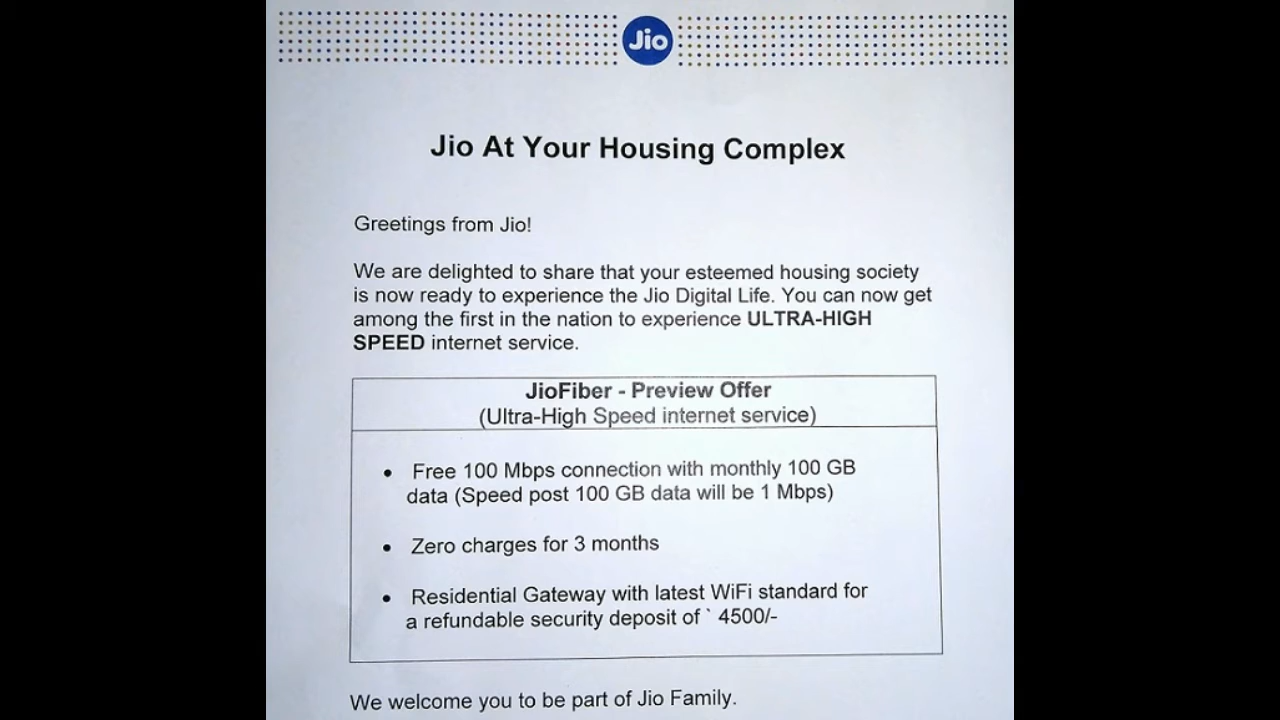 Jio
Jio At Your Housing Complex
Greetings from Jio!
We are delighted to share that your esteemed housing society
is now ready to experience the Jio Digital Life. You can now get
among the first in the nation to experience ULTRA-HIGH
SPEED internet service.
JioFiber - Preview Offer
(Ultra-High Speed internet service)
• Free 100 Mbps connection with monthly 100 GB
data (Speed post 100 GB data will be 1 Mbps)
• Zero charges for 3 months
• Residential Gateway with latest WiFi standard for
a refundable security deposit of ` 4500/-
We welcome you to be part of Jio Family.